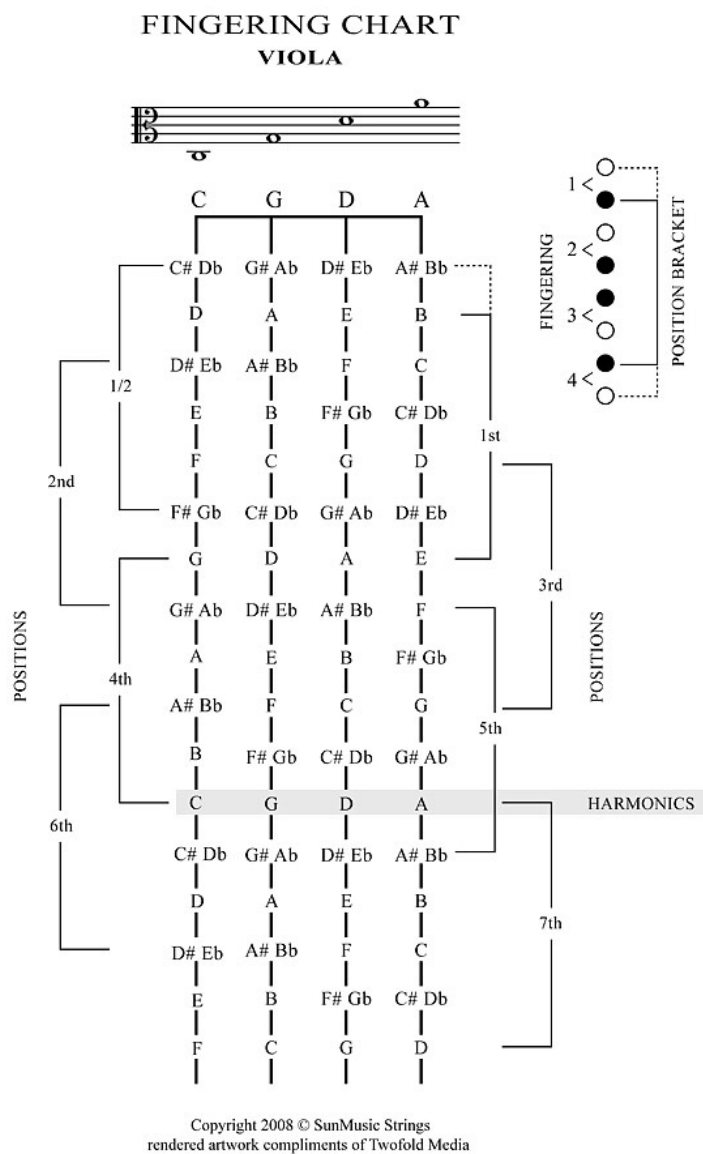 FINGERING CHART
VIOLA
C G D A
C# Db G# Ab D# Eb A# Bb
D A E B
D# Eb A# Bb F C
1/2
E B F# Gb C# Db
1st
F C G D
2nd
F# Gb C# Db G# Ab D# Eb
G D A E
3rd
G# Ab D# Eb A# Bb F
POSITIONS
POSITIONS
A E B F# Gb
4th
A# Bb F C G
5th
B F# Gb C# Db G# Ab
C G D A HARMONICS
6th
C# Db G# Ab D# Eb A# Bb
D A E B
7th
D# Eb A# Bb F C
E B F# Gb C# Db
F C G D
1 <
2 <
3 <
4 <
FINGERING
POSITION BRACKET
Copyright 2008 © SunMusic Strings
rendered artwork compliments of Twofold Media